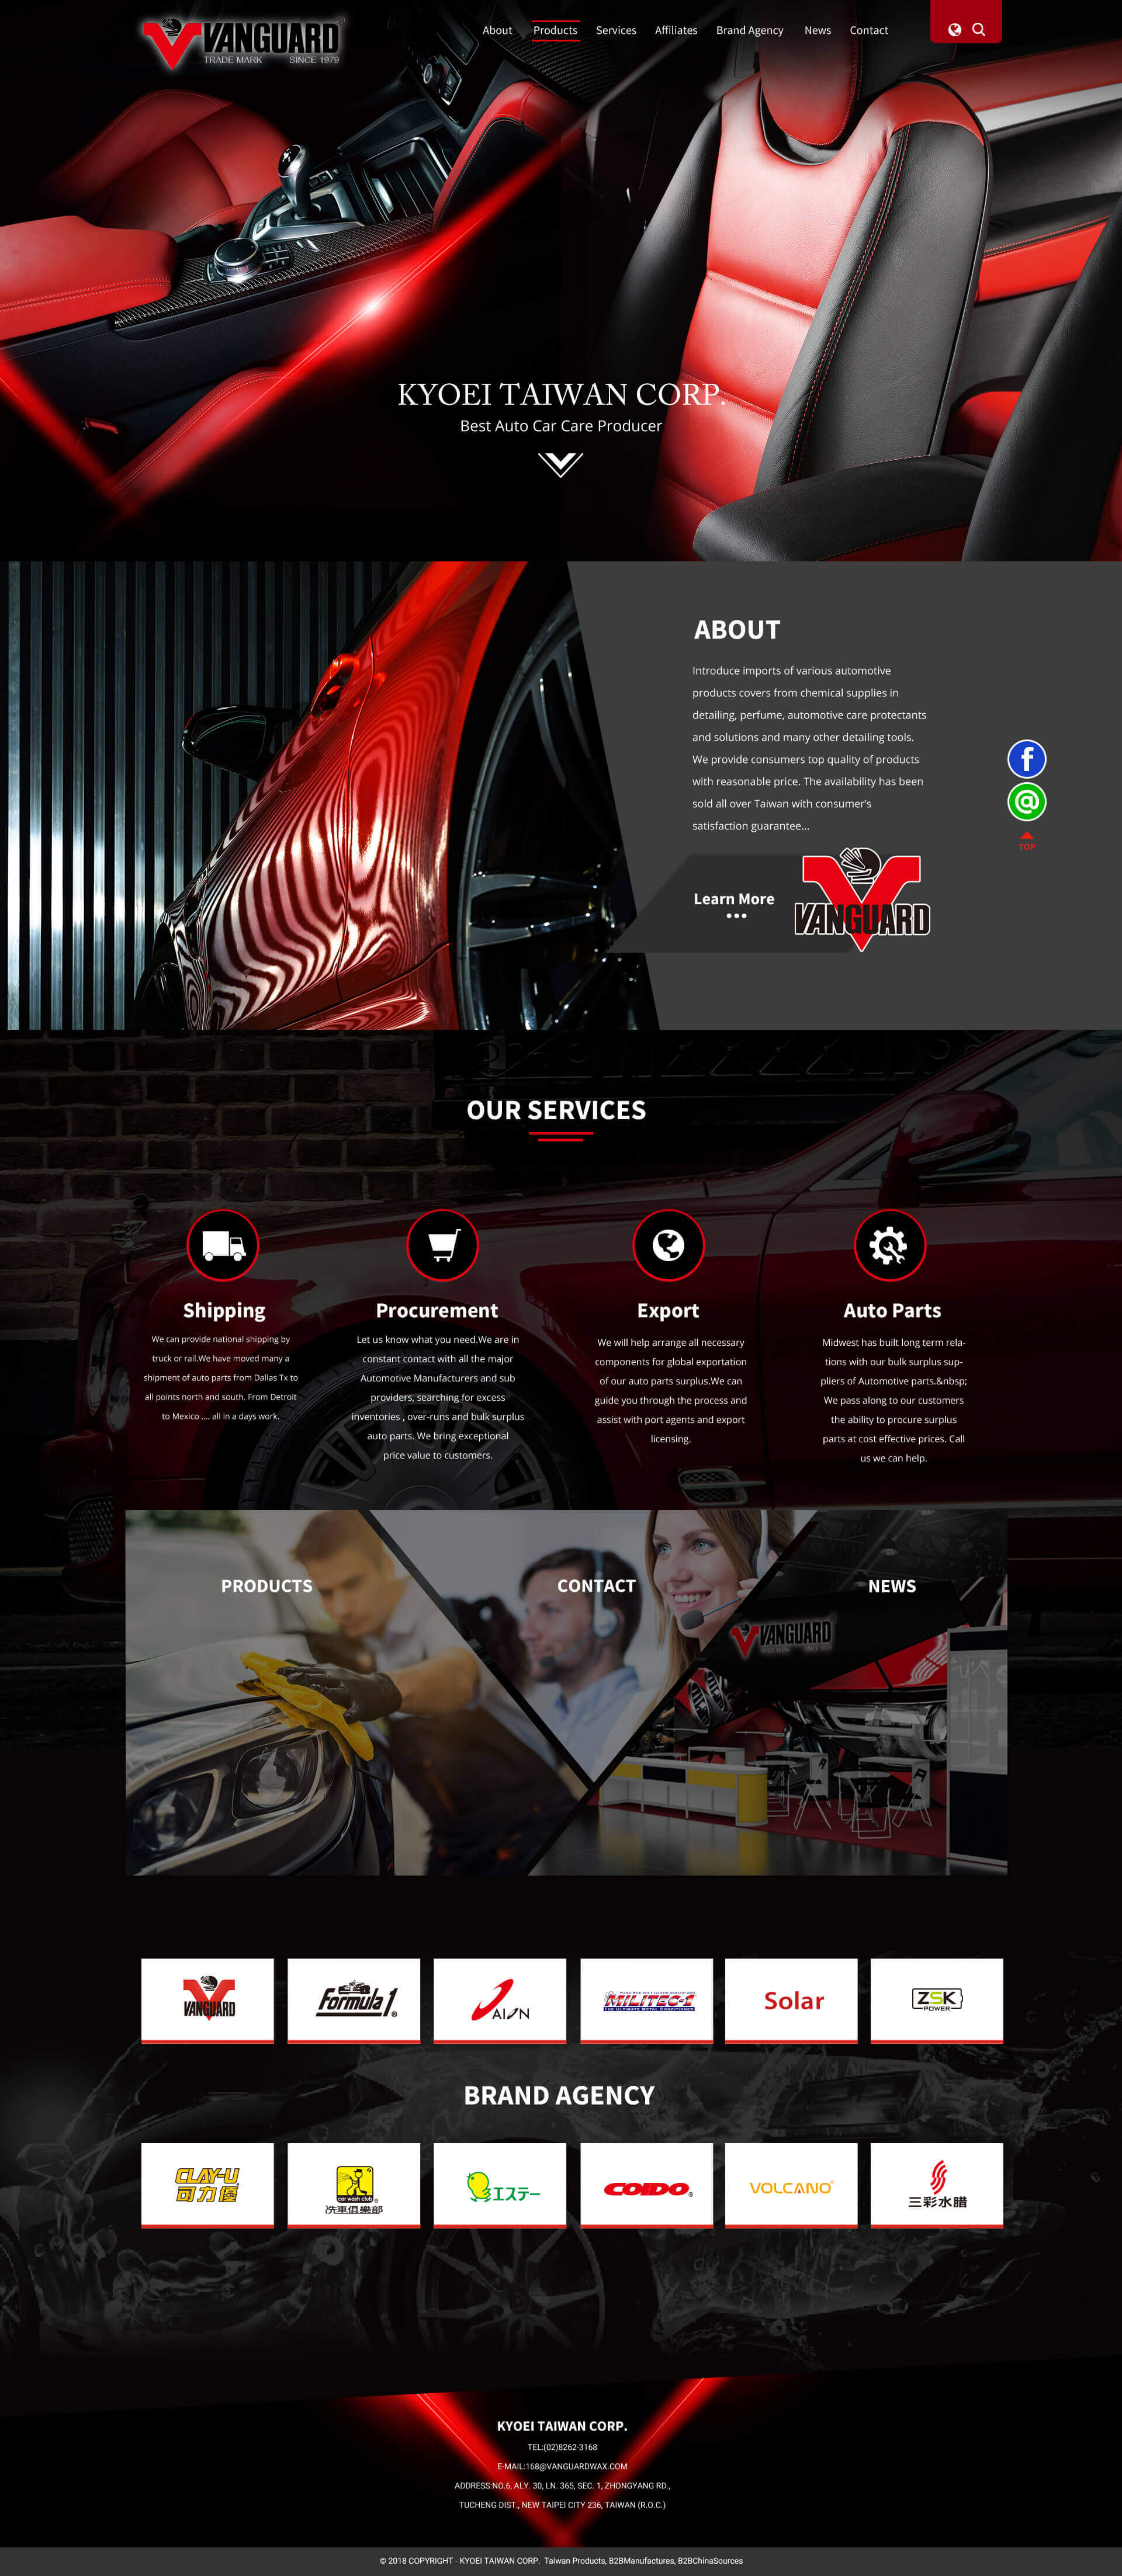 VANGUARD®
TRADE MARK SINCE 1979
About Products Services Affiliates Brand Agency News Contact
KYOEI TAIWAN CORP.
Best Auto Car Care Producer
ABOUT
Introduce imports of various automotive
products covers from chemical supplies in
detailing, perfume, automotive care protectants
and solutions and many other detailing tools.
We provide consumers top quality of products
with reasonable price. The availability has been
sold all over Taiwan with consumer's
satisfaction guarantee...
f
@
TOP
Learn More
VANGUARD
OUR SERVICES
Shipping
We can provide national shipping by
truck or rail.We have moved many a
shipment of auto parts from Dallas Tx to
all points north and south. From Detroit
to Mexico .... all in a days work.
Procurement
Let us know what you need.We are in
constant contact with all the major
Automotive Manufacturers and sub
providers, searching for excess
inventories , over-runs and bulk surplus
auto parts. We bring exceptional
price value to customers.
Export
We will help arrange all necessary
components for global exportation
of our auto parts surplus.We can
guide you through the process and
assist with port agents and export
licensing.
Auto Parts
Midwest has built long term rela-
tions with our bulk surplus sup-
pliers of Automotive parts.&nbsp;
We pass along to our customers
the ability to procure surplus
parts at cost effective prices. Call
us we can help.
PRODUCTS
CONTACT
NEWS
VANGUARD
VANGUARD
Formula 1®
AION
MILITEC-1
THE ULTIMATE METAL CONDITIONER
Solar
ZSK
POWER
BRAND AGENCY
CLAY-U
可力優
car wash club
洗車俱樂部
エステー
COIDO®
VOLCANO®
三彩水腊
KYOEI TAIWAN CORP.
TEL:(02)8262-3168
E-MAIL:168@VANGUARDWAX.COM
ADDRESS:NO.6, ALY. 30, LN. 365, SEC. 1, ZHONGYANG RD.,
TUCHENG DIST., NEW TAIPEI CITY 236, TAIWAN (R.O.C.)
© 2018 COPYRIGHT - KYOEI TAIWAN CORP. Taiwan Products, B2BManufactures, B2BChinaSources